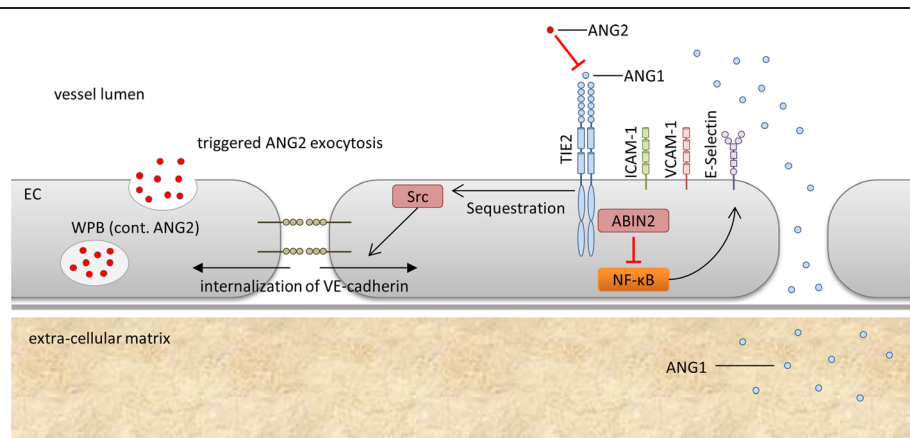 ANG2
ANG1
vessel lumen
triggered ANG2 exocytosis
TIE2
ICAM-1
VCAM-1
E-Selectin
EC
Src
Sequestration
WPB (cont. ANG2)
ABIN2
NF-κB
internalization of VE-cadherin
extra-cellular matrix
ANG1